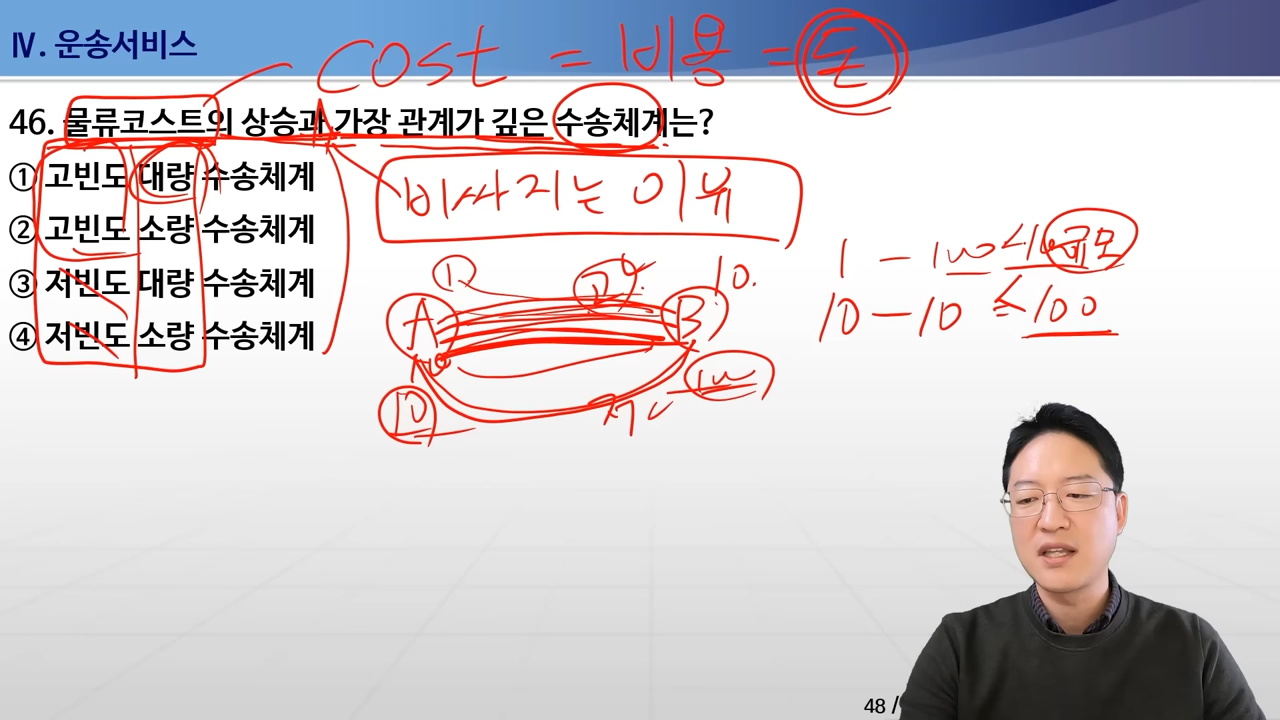 Ⅳ. 운송서비스
cost = 비용 = 돈
46. 물류코스트의 상승과 가장 관계가 깊은 수송체계는?
① 고빈도 대량 수송체계
② 고빈도 소량 수송체계
③ 저빈도 대량 수송체계
④ 저빈도 소량 수송체계
비싸지는 이유
A B 10.
10 100
1 - 100 < 규모
10 - 10 ≤ 100
48 /